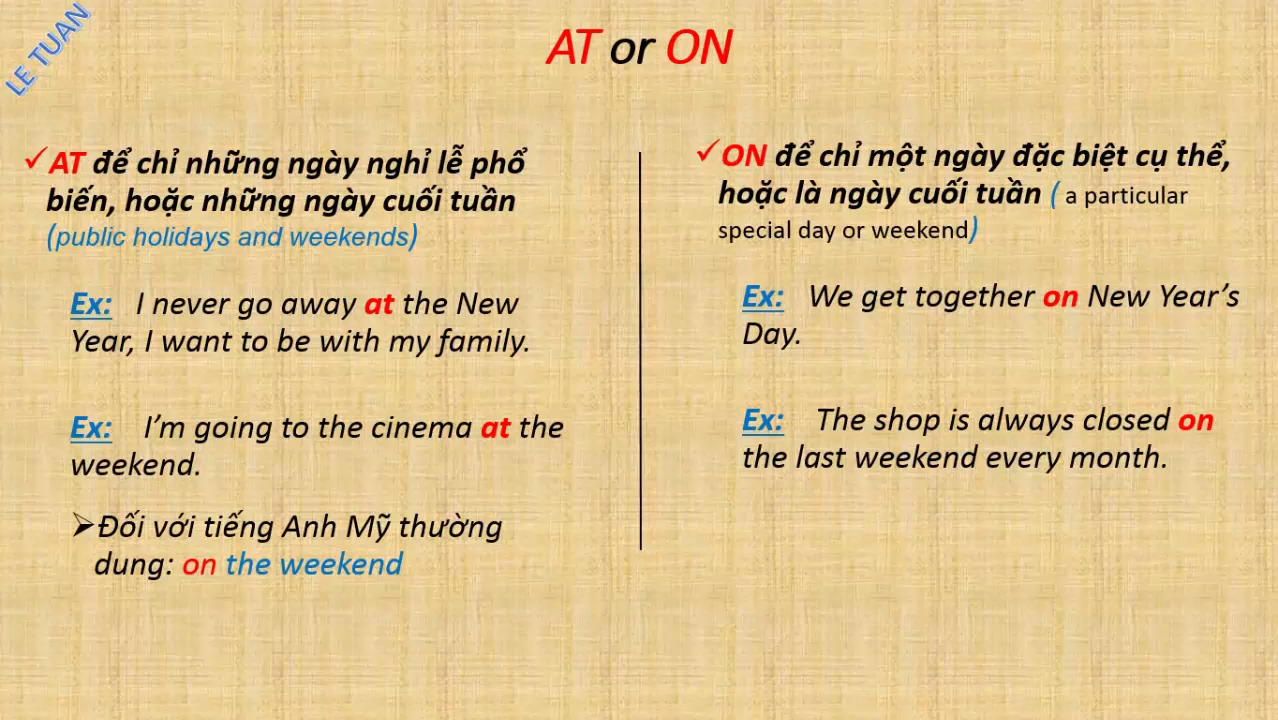 LE TUAN
AT or ON
✓AT để chỉ những ngày nghỉ lễ phổ
biến, hoặc những ngày cuối tuần
(public holidays and weekends)
Ex: I never go away at the New
Year, I want to be with my family.
Ex: I’m going to the cinema at the
weekend.
➢Đối với tiếng Anh Mỹ thường
dung: on the weekend
✓ON để chỉ một ngày đặc biệt cụ thể,
hoặc là ngày cuối tuần ( a particular
special day or weekend)
Ex: We get together on New Year’s
Day.
Ex: The shop is always closed on
the last weekend every month.